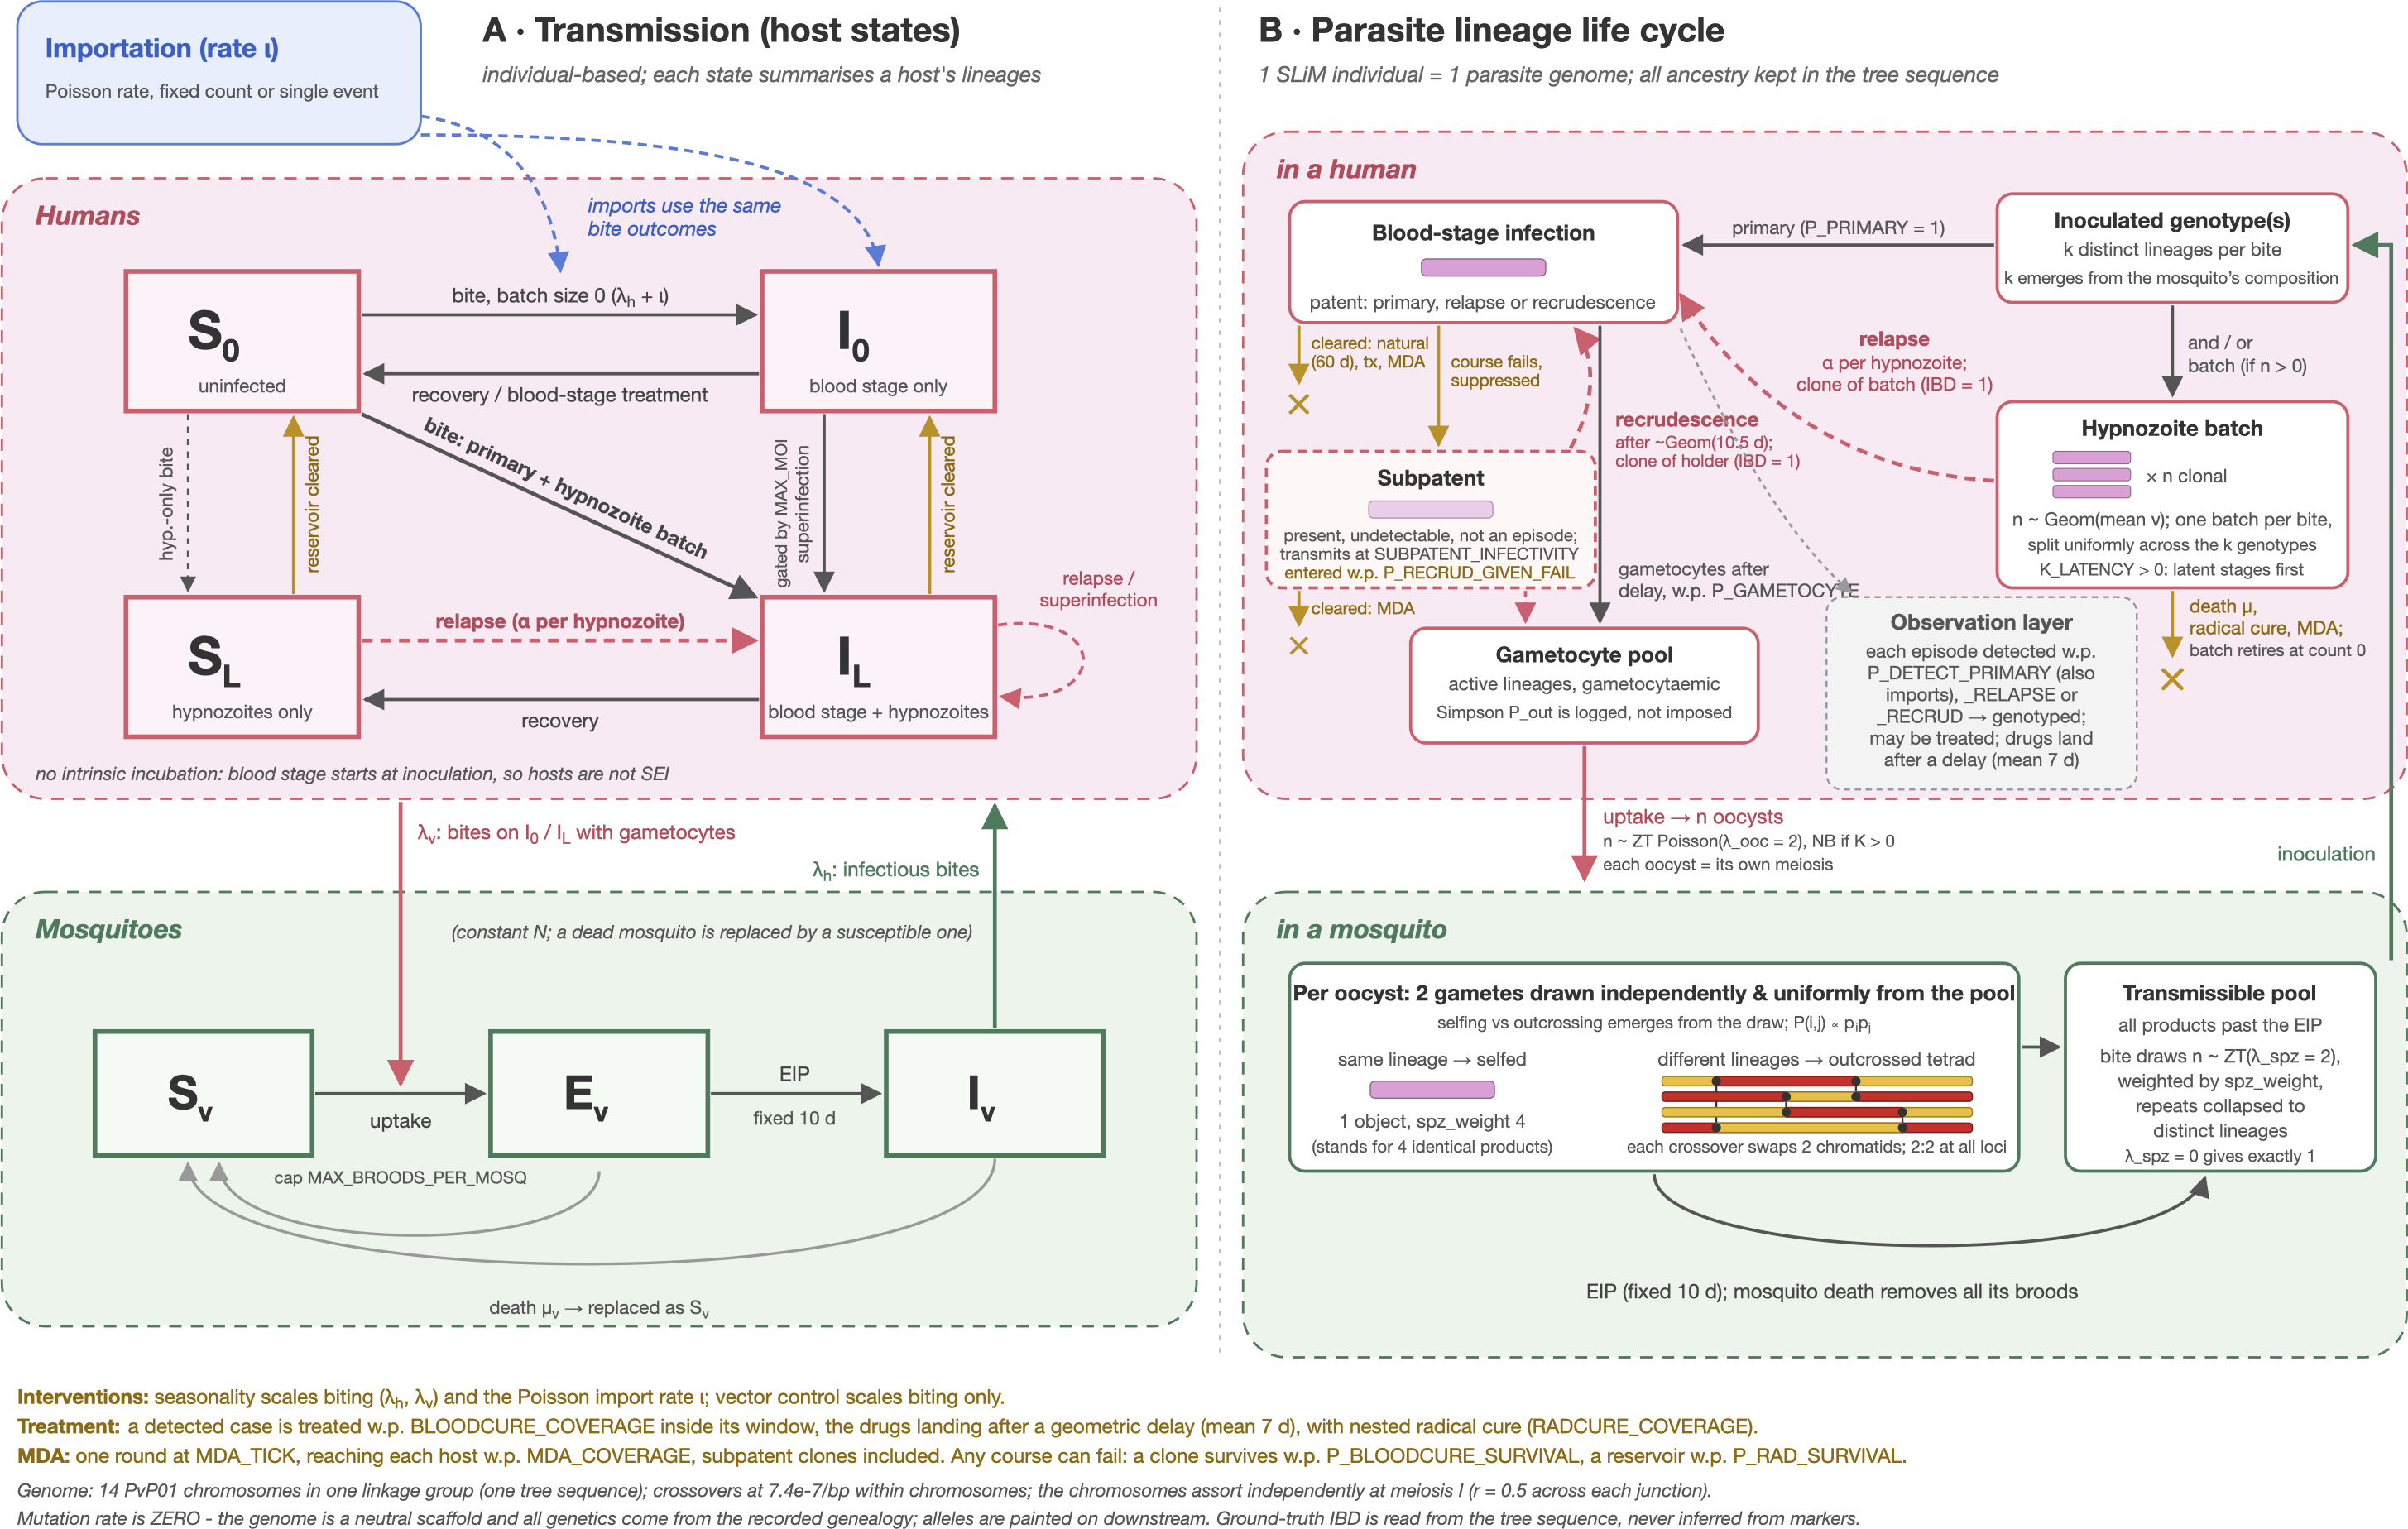 Importation (rate ι)
Poisson rate, fixed count or single event
A · Transmission (host states)
individual-based; each state summarises a host's lineages
Humans
imports use the same
bite outcomes
S0
uninfected
bite, batch size 0 (λh + ι)
recovery / blood-stage treatment
I0
blood stage only
hyp.-only bite
reservoir cleared
bite: primary + hypnozoite batch
gated by MAX_MOI
superinfection
reservoir cleared
relapse /
superinfection
SL
hypnozoites only
relapse (α per hypnozoite)
recovery
IL
blood stage + hypnozoites
no intrinsic incubation: blood stage starts at inoculation, so hosts are not SEI
λv: bites on I0 / IL with gametocytes
λh: infectious bites
Mosquitoes
(constant N; a dead mosquito is replaced by a susceptible one)
Sv
uptake
Ev
EIP
fixed 10 d
Iv
cap MAX_BROODS_PER_MOSQ
death μv → replaced as Sv
B · Parasite lineage life cycle
1 SLiM individual = 1 parasite genome; all ancestry kept in the tree sequence
in a human
Blood-stage infection
patent: primary, relapse or recrudescence
primary (P_PRIMARY = 1)
Inoculated genotype(s)
k distinct lineages per bite
k emerges from the mosquito's composition
cleared: natural
(60 d), tx, MDA
course fails,
suppressed
recrudescence
after ~Geom(10.5 d);
clone of holder (IBD = 1)
relapse
α per hypnozoite;
clone of batch (IBD = 1)
and / or
batch (if n > 0)
Hypnozoite batch
× n clonal
n ~ Geom(mean ν); one batch per bite,
split uniformly across the k genotypes
K_LATENCY > 0: latent stages first
Subpatent
present, undetectable, not an episode;
transmits at SUBPATENT_INFECTIVITY
entered w.p. P_RECRUD_GIVEN_FAIL
cleared: MDA
gametocytes after
delay, w.p. P_GAMETOCYTE
Gametocyte pool
active lineages, gametocytaemic
Simpson P_out is logged, not imposed
Observation layer
each episode detected w.p.
P_DETECT_PRIMARY (also
imports), _RELAPSE or
_RECRUD → genotyped;
may be treated; drugs land
after a delay (mean 7 d)
death μ,
radical cure, MDA;
batch retires at count 0
uptake → n oocysts
n ~ ZT Poisson(λ_ooc = 2), NB if K > 0
each oocyst = its own meiosis
inoculation
in a mosquito
Per oocyst: 2 gametes drawn independently & uniformly from the pool
selfing vs outcrossing emerges from the draw; P(i,j) ∝ pipj
same lineage → selfed
1 object, spz_weight 4
(stands for 4 identical products)
different lineages → outcrossed tetrad
each crossover swaps 2 chromatids; 2:2 at all loci
Transmissible pool
all products past the EIP
bite draws n ~ ZT(λ_spz = 2),
weighted by spz_weight,
repeats collapsed to
distinct lineages
λ_spz = 0 gives exactly 1
EIP (fixed 10 d); mosquito death removes all its broods
Interventions: seasonality scales biting (λh, λv) and the Poisson import rate ι; vector control scales biting only.
Treatment: a detected case is treated w.p. BLOODCURE_COVERAGE inside its window, the drugs landing after a geometric delay (mean 7 d), with nested radical cure (RADCURE_COVERAGE).
MDA: one round at MDA_TICK, reaching each host w.p. MDA_COVERAGE, subpatent clones included. Any course can fail: a clone survives w.p. P_BLOODCURE_SURVIVAL, a reservoir w.p. P_RAD_SURVIVAL.
Genome: 14 PvP01 chromosomes in one linkage group (one tree sequence); crossovers at 7.4e-7/bp within chromosomes; the chromosomes assort independently at meiosis I (r = 0.5 across each junction).
Mutation rate is ZERO - the genome is a neutral scaffold and all genetics come from the recorded genealogy; alleles are painted on downstream. Ground-truth IBD is read from the tree sequence, never inferred from markers.